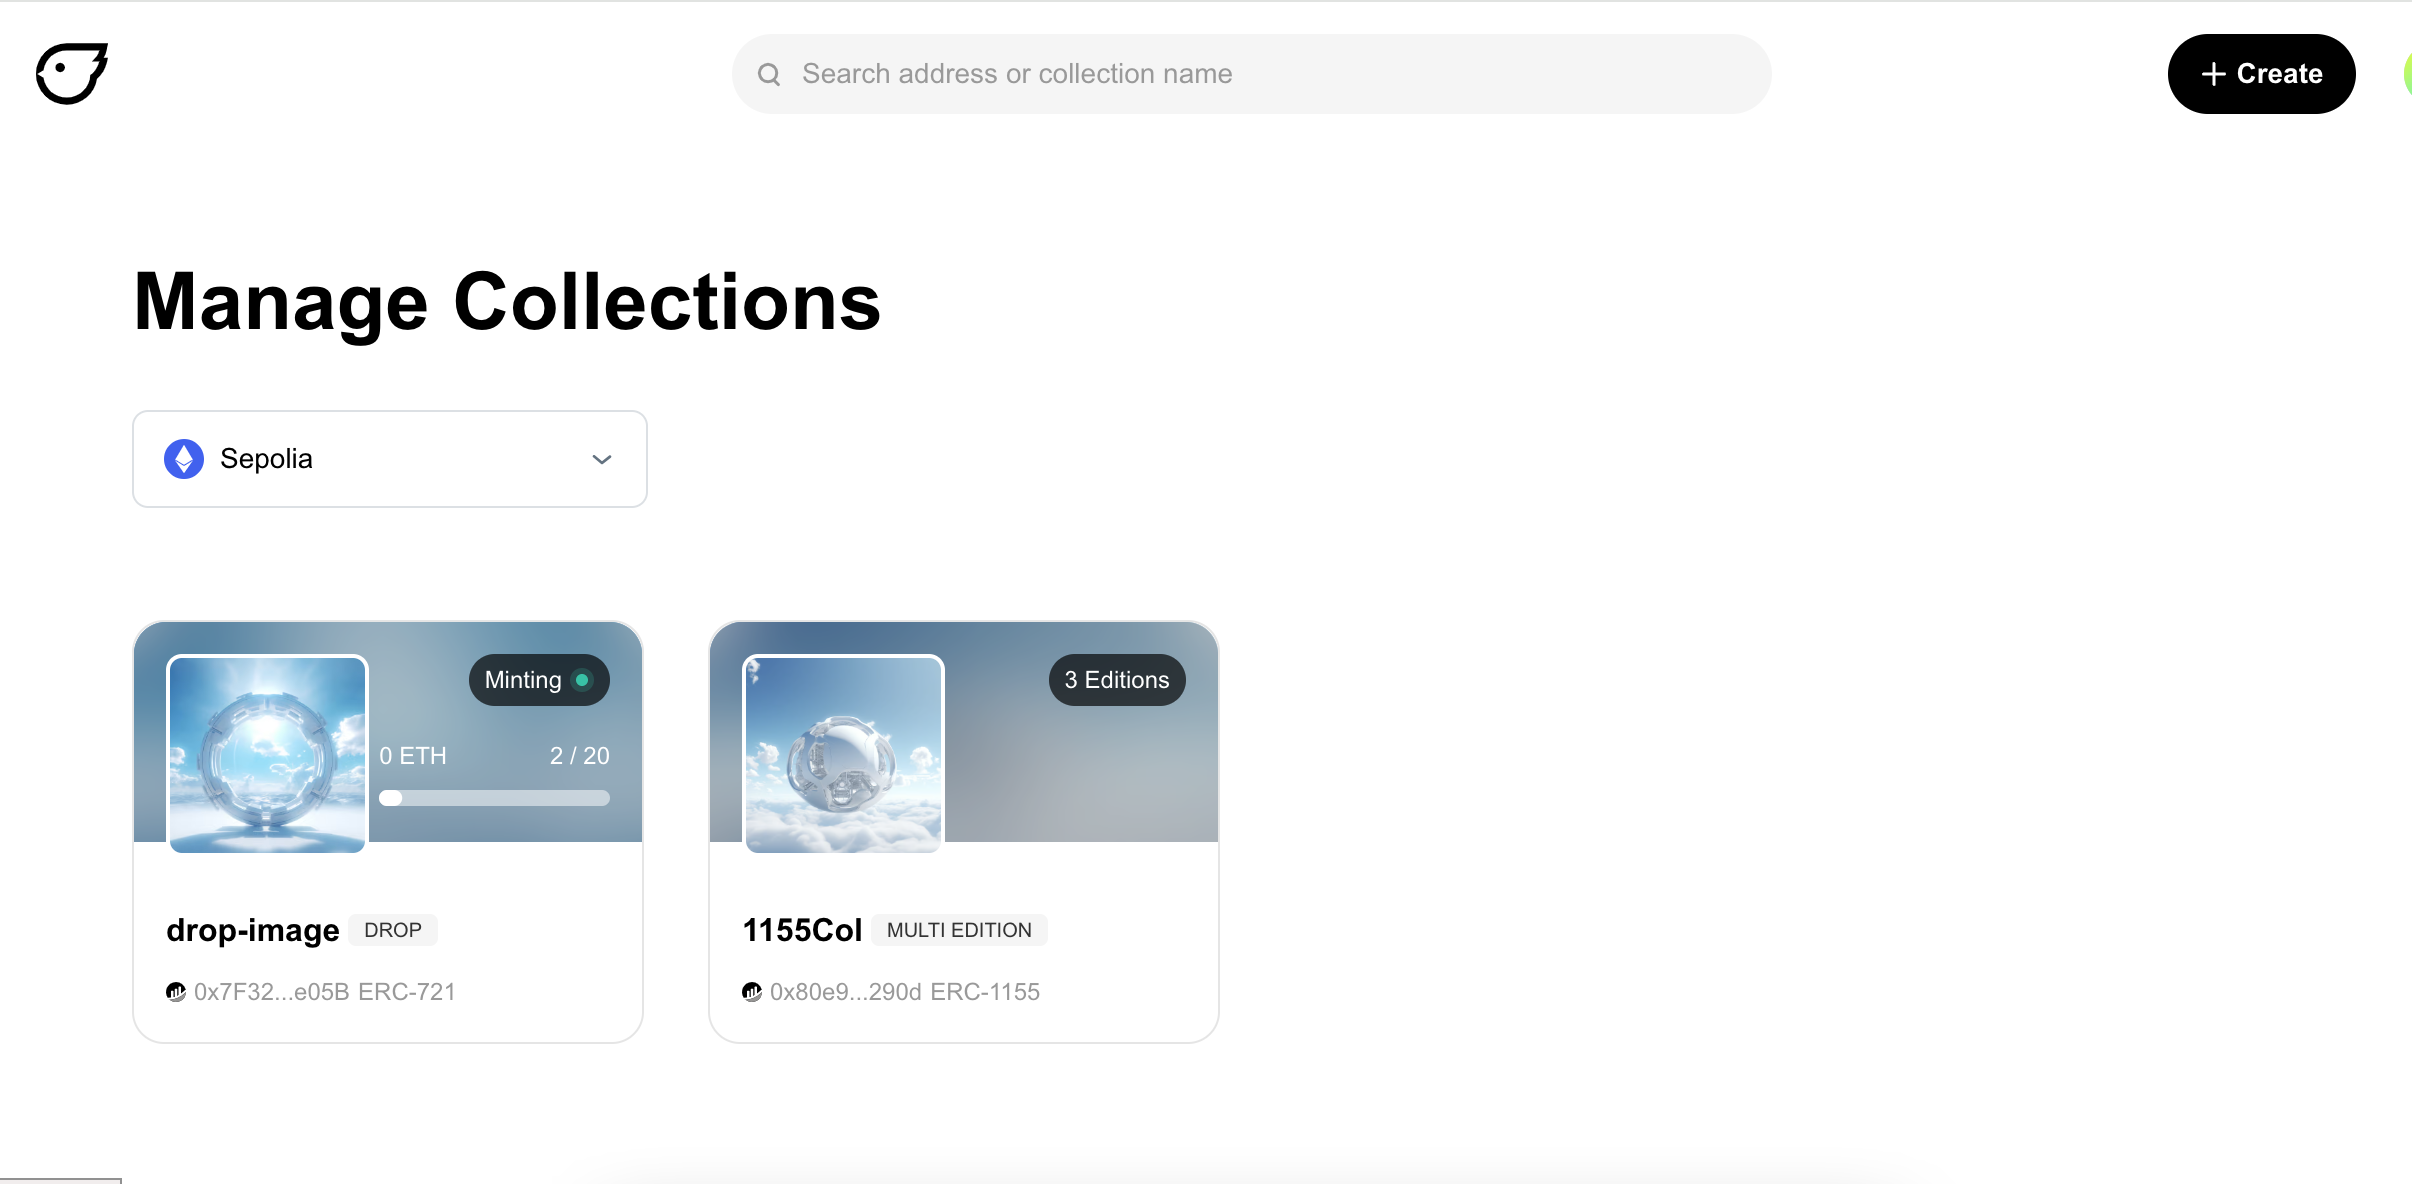 Search address or collection name
Create
Manage Collections
Sepolia
Minting
0 ETH
2 / 20
drop-image
DROP
0x7F32...e05B ERC-721
3 Editions
1155Col
MULTI EDITION
0x80e9...290d ERC-1155